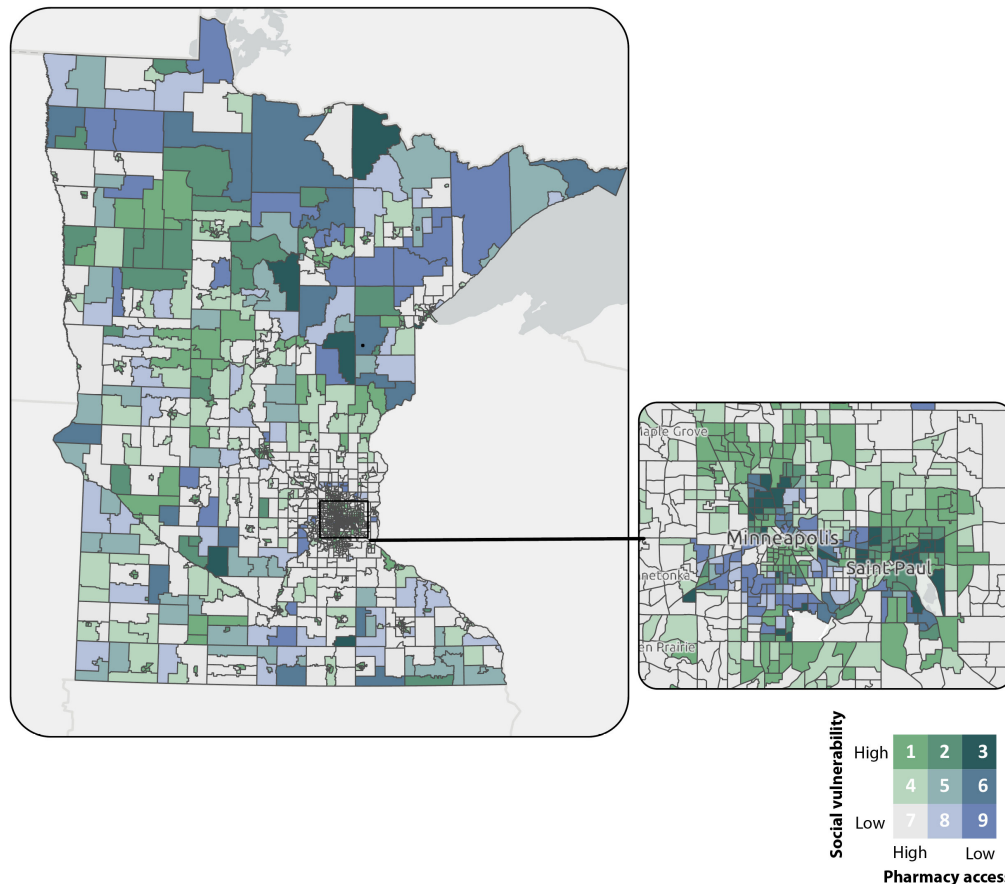 Maple Grove
Minneapolis
Saint Paul
netonka
en Prairie
Social vulnerability
High
1 2 3
4 5 6
Low
7 8 9
High Low
Pharmacy access